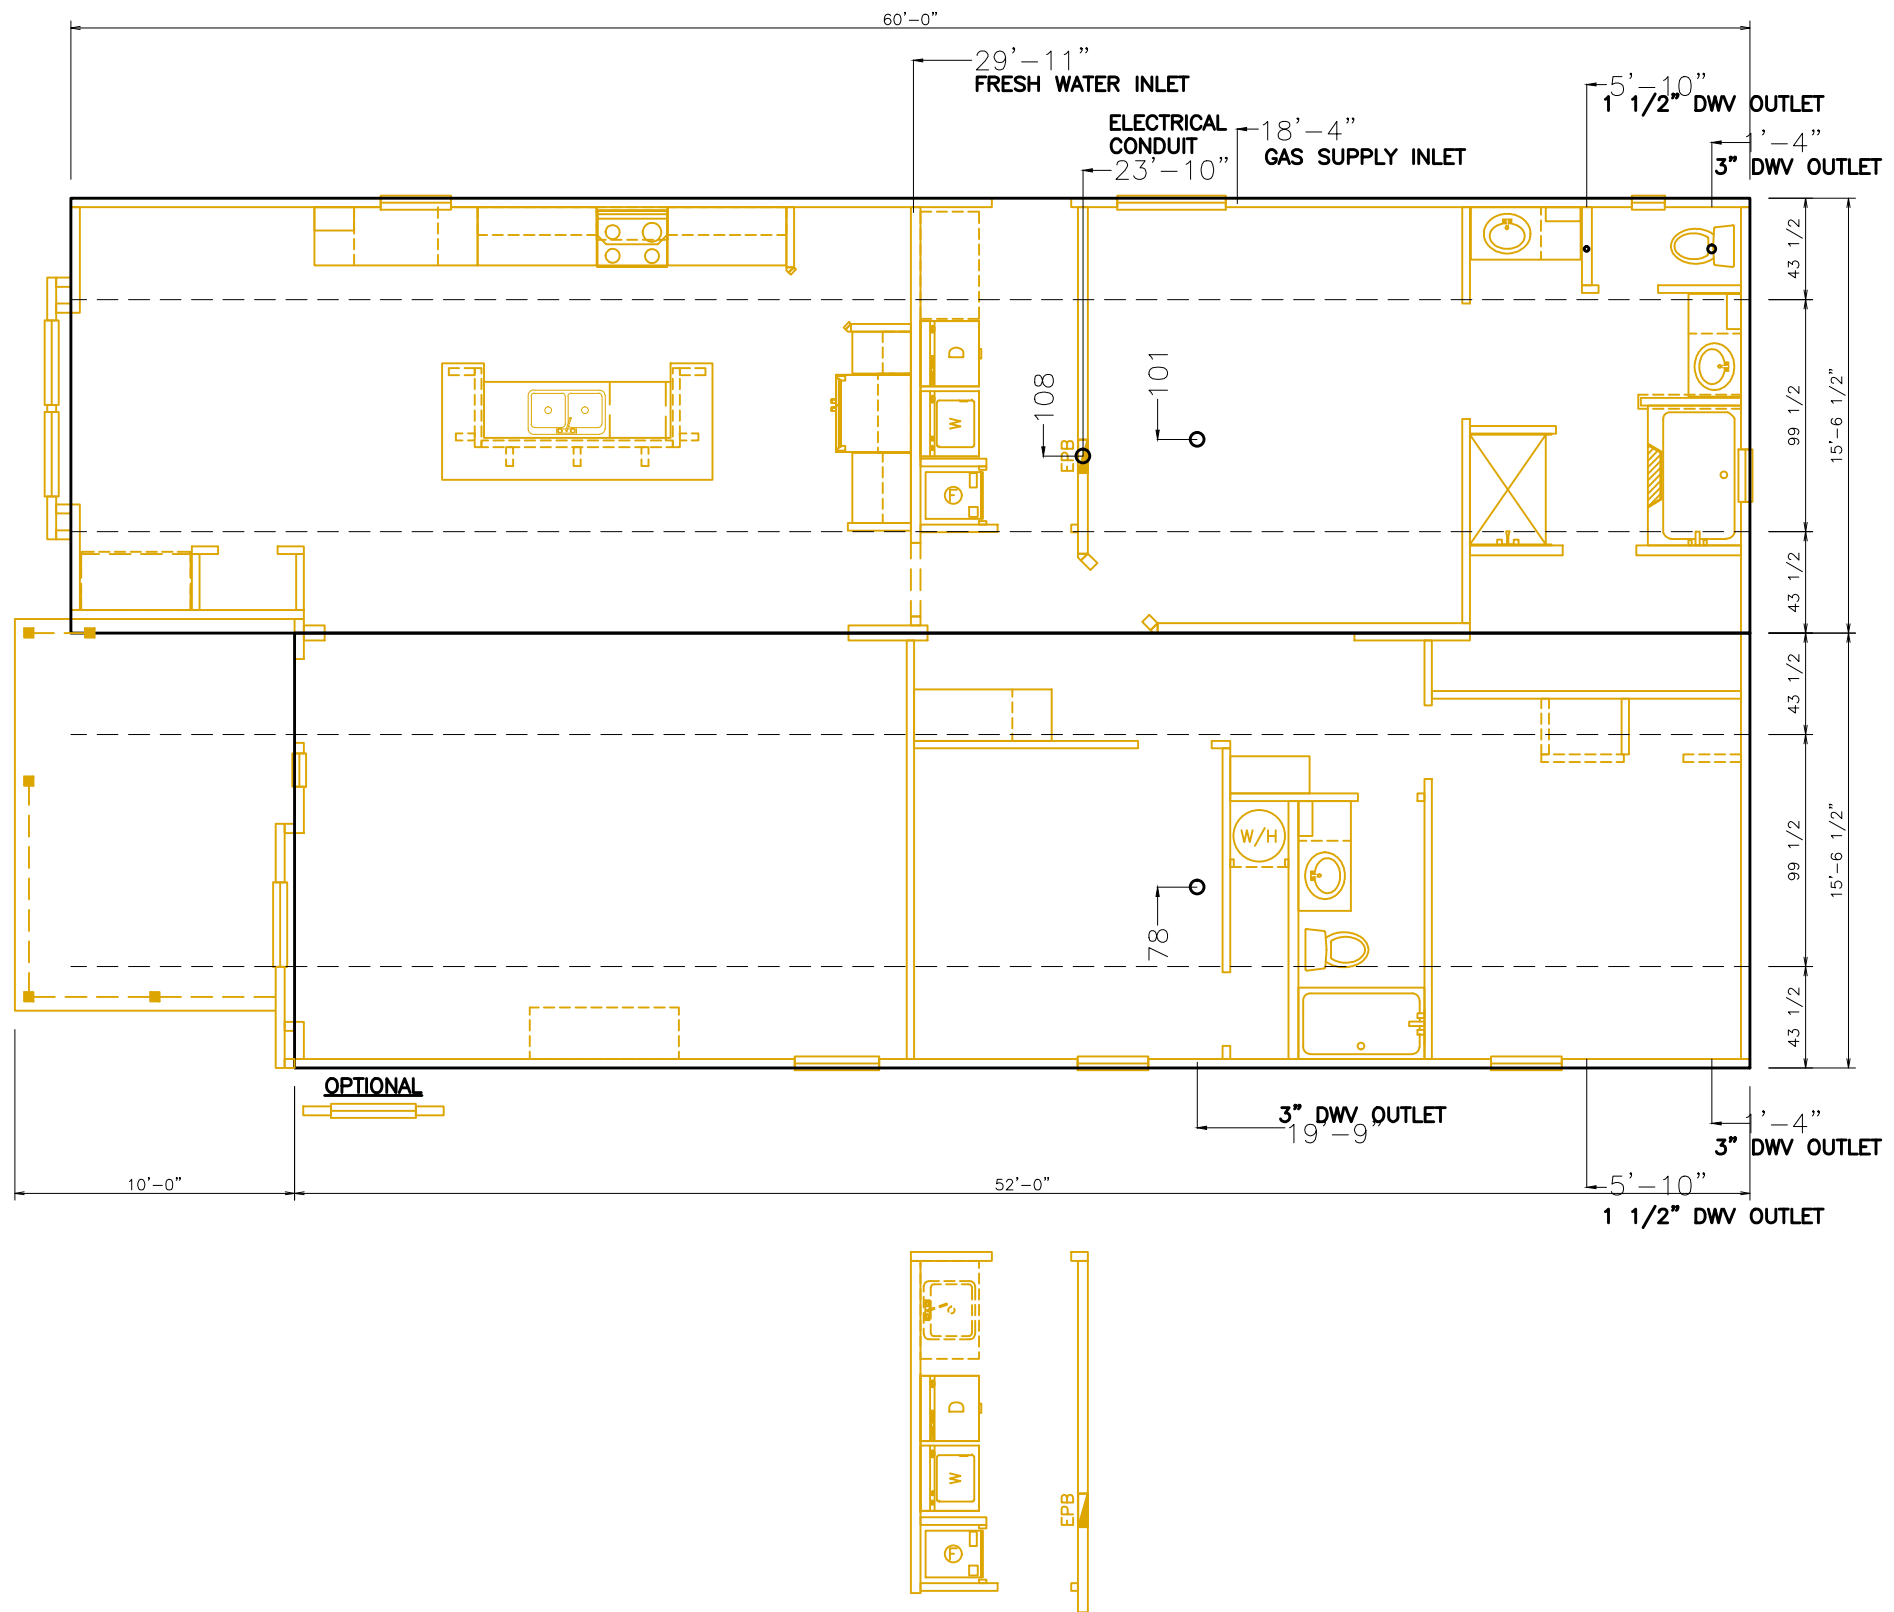 60'-0"
29'-11"
FRESH WATER INLET
5'-10"
1 1/2" DWV OUTLET
ELECTRICAL
CONDUIT
23'-10"
18'-4"
GAS SUPPLY INLET
1'-4"
3" DWV OUTLET
43 1/2
99 1/2
15'-6 1/2"
43 1/2
D
W
F
108
EPB
101
43 1/2
99 1/2
15'-6 1/2"
43 1/2
W/H
78
OPTIONAL
3" DWV OUTLET
19'-9"
1'-4"
3" DWV OUTLET
10'-0"
52'-0"
5'-10"
1 1/2" DWV OUTLET
D
W
EPB
F